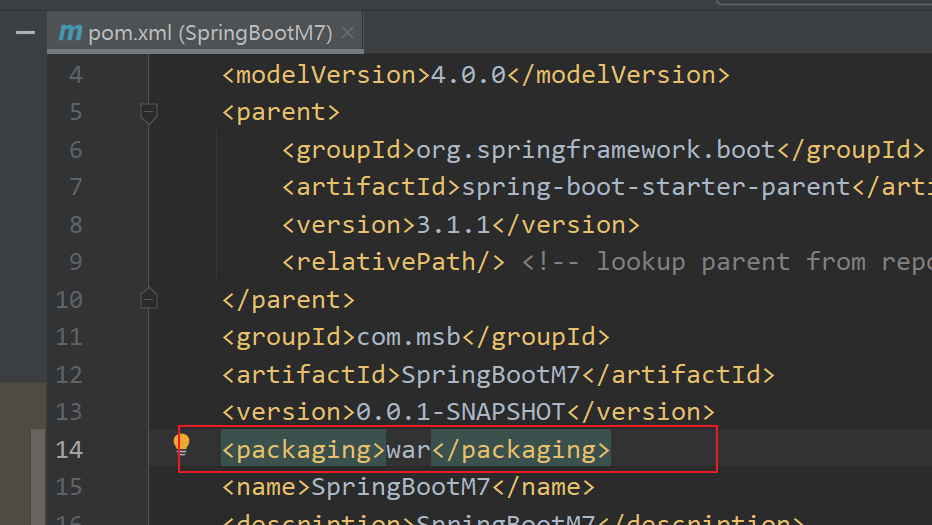 m pom.xml (SpringBootM7) ×
4 <modelVersion>4.0.0</modelVersion>
5 <parent>
6 <groupId>org.springframework.boot</groupId>
7 <artifactId>spring-boot-starter-parent</arti
8 <version>3.1.1</version>
9 <relativePath/> <!-- lookup parent from repo
10 </parent>
11 <groupId>com.msb</groupId>
12 <artifactId>SpringBootM7</artifactId>
13 <version>0.0.1-SNAPSHOT</version>
14 <packaging>war</packaging>
15 <name>SpringBootM7</name>
16 <description>SpringBootM7</description>